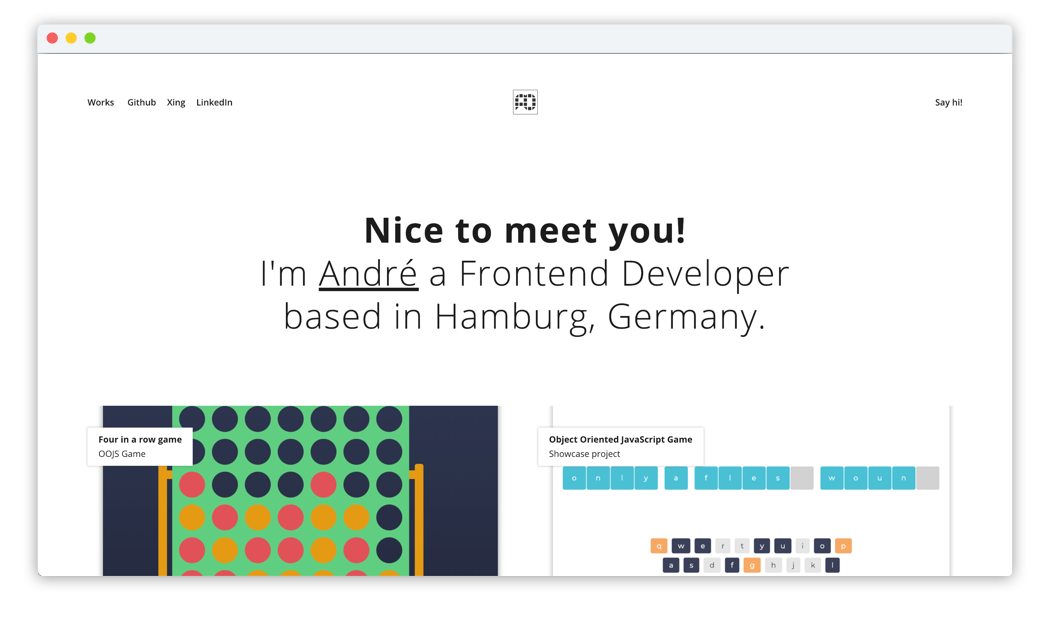 Works Github Xing LinkedIn
Say hi!
Nice to meet you!
I'm André a Frontend Developer
based in Hamburg, Germany.
Four in a row game
OOJS Game
Object Oriented JavaScript Game
Showcase project
o n l y a f l e s w o u n
q w e r t y u i o p
a s d f g h j k l